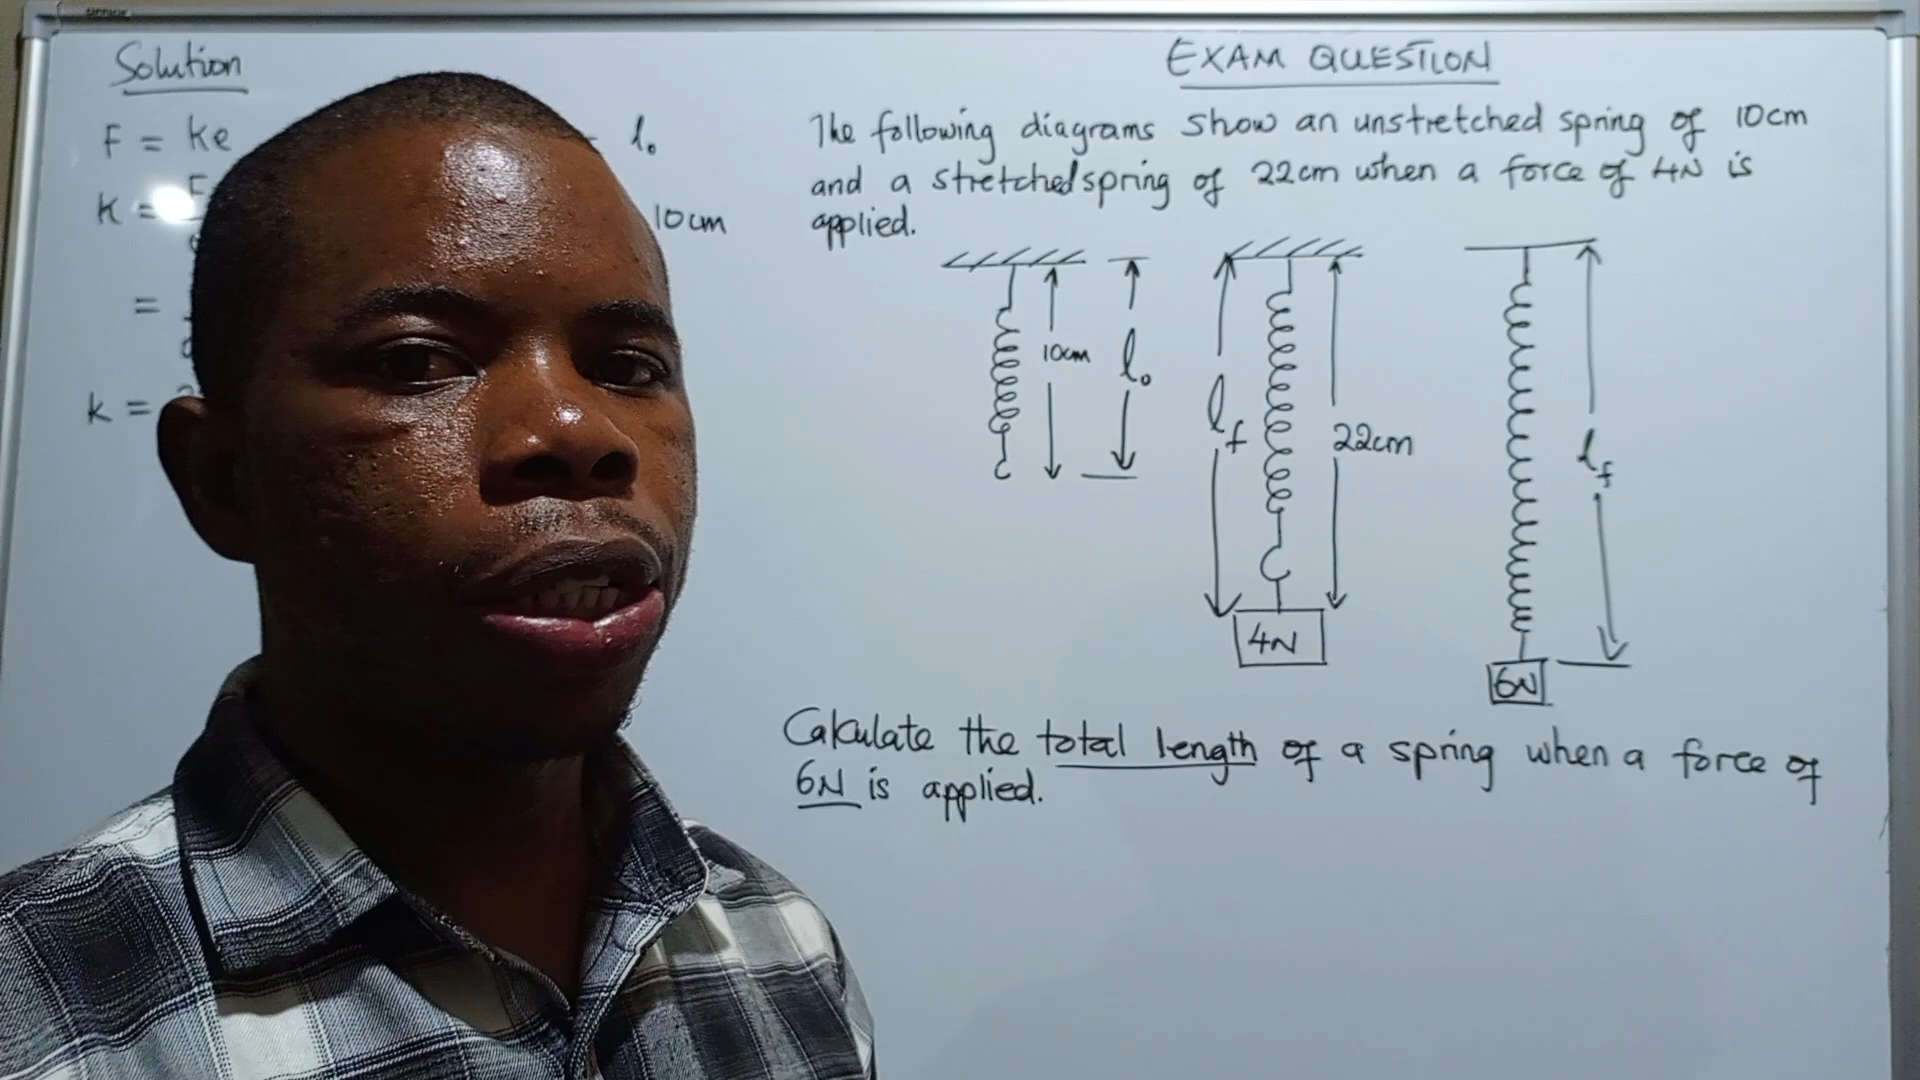 Solution
F = ke
l₀
K =
10cm
=
k =
EXAM QUESTION
The following diagrams show an unstretched spring of 10cm
and a stretched spring of 22cm when a force of 4N is
applied.
10cm
l₀
lf
22cm
lf
4N
6N
Calculate the total length of a spring when a force of
6N is applied.